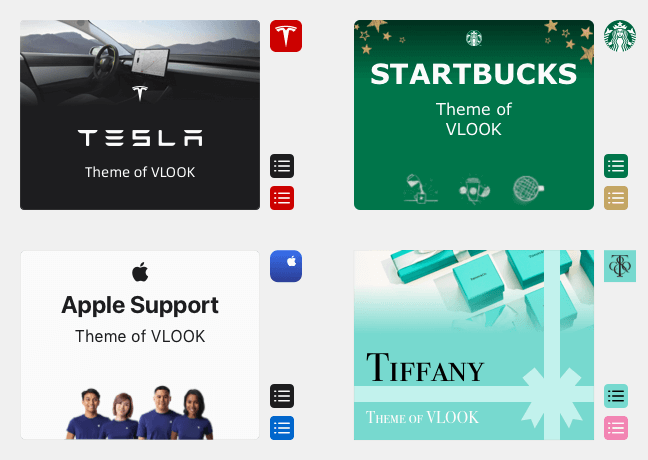 TESLA
Theme of VLOOK
STARTBUCKS
Theme of
VLOOK
Apple Support
Theme of VLOOK
TIFFANY
THEME OF VLOOK